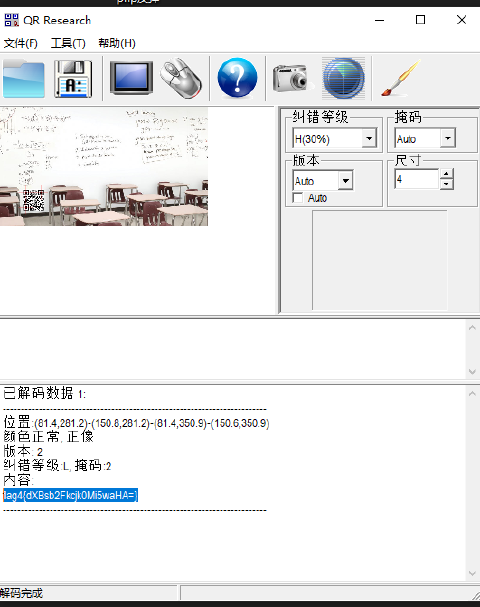 QR Research
文件(F) 工具(T) 帮助(H)
纠错等级
掩码
H(30%)
Auto
版本
尺寸
Auto
4
Auto
已解码数据 1:
位置:(81.4,281.2)-(150.8,281.2)-(81.4,350.9)-(150.6,350.9)
颜色正常, 正像
版本: 2
纠错等级:L, 掩码:2
内容:
解码完成